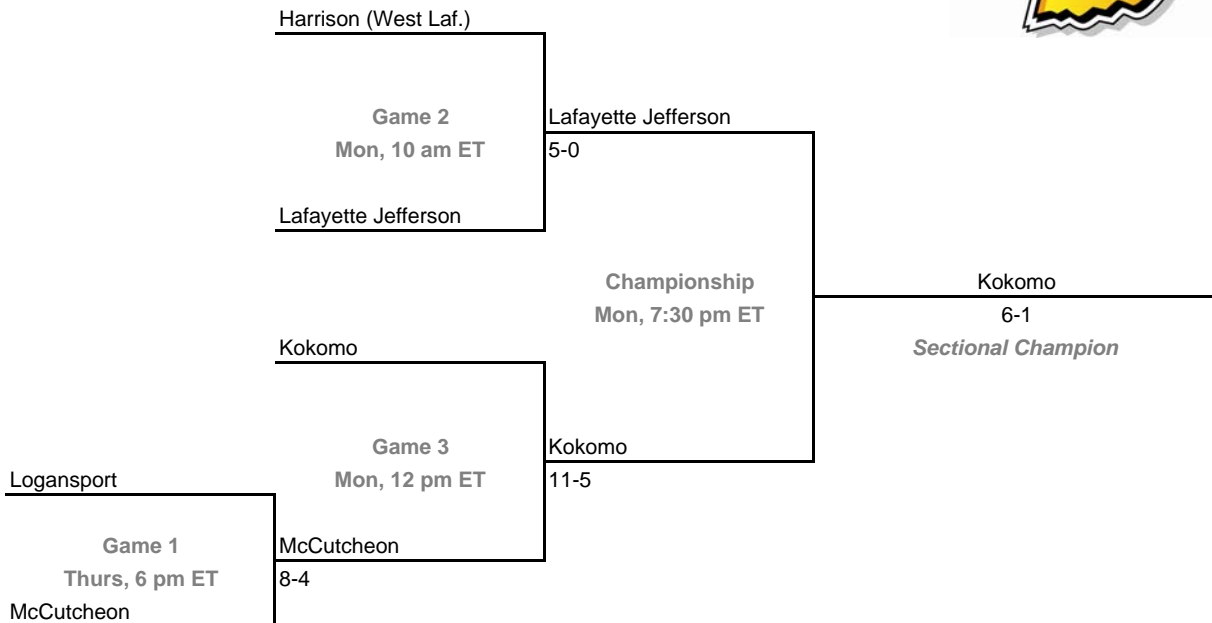 Harrison (West Laf.)
Game 2
Mon, 10 am ET
Lafayette Jefferson
5-0
Lafayette Jefferson
Championship
Mon, 7:30 pm ET
Kokomo
6-1
Sectional Champion
Kokomo
Game 3
Mon, 12 pm ET
Kokomo
11-5
Logansport
Game 1
Thurs, 6 pm ET
McCutcheon
8-4
McCutcheon